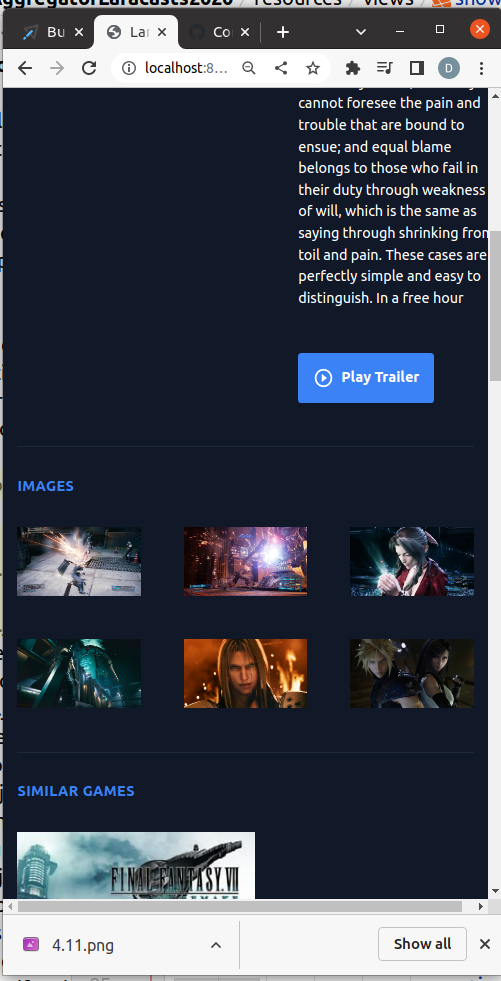 AggregatorLaracasts2020 / resources / views / show
Bu
Lar
Co
localhost:8...
D
cannot foresee the pain and
trouble that are bound to
ensue; and equal blame
belongs to those who fail in
their duty through weakness
of will, which is the same as
saying through shrinking from
toil and pain. These cases are
perfectly simple and easy to
distinguish. In a free hour
Play Trailer
IMAGES
SIMILAR GAMES
FINAL FANTASY VII
REMAKE
4.11.png
Show all